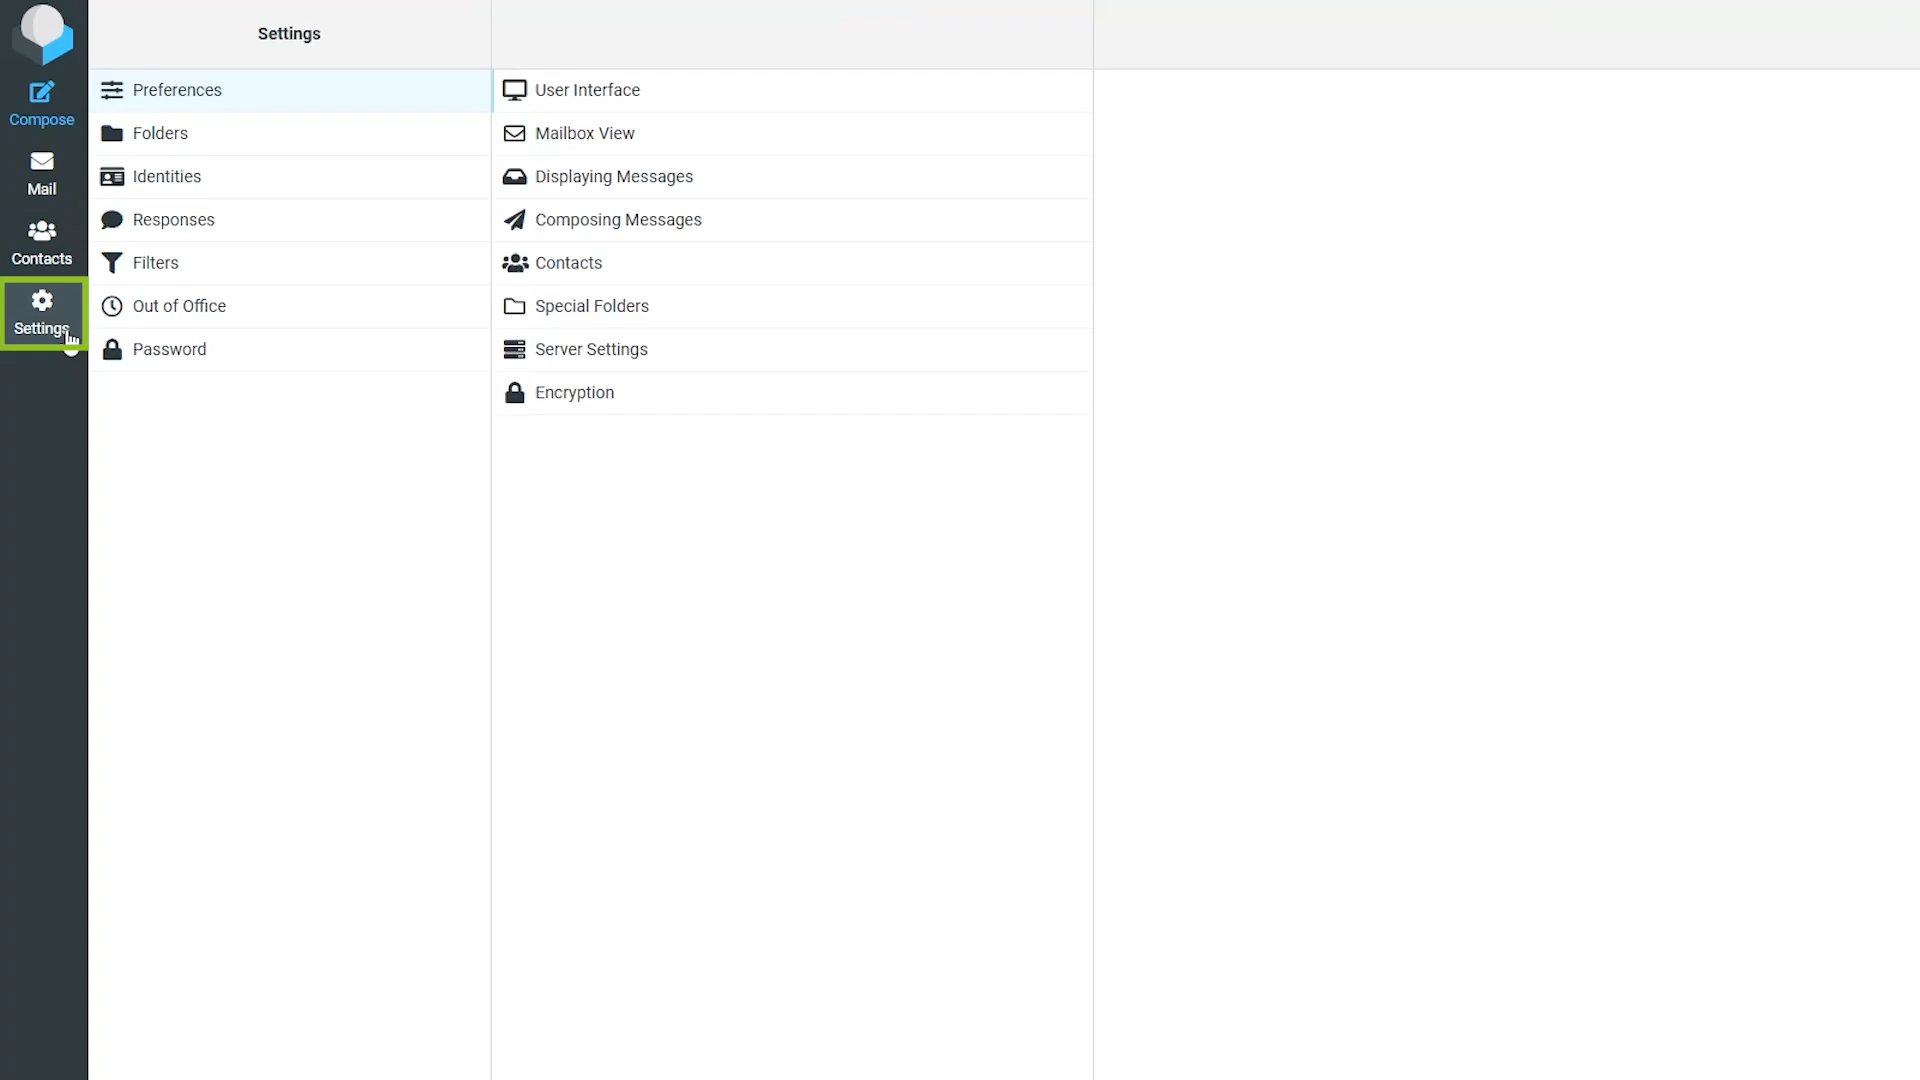 Settings
Compose
Mail
Contacts
Settings
Preferences
Folders
Identities
Responses
Filters
Out of Office
Password
User Interface
Mailbox View
Displaying Messages
Composing Messages
Contacts
Special Folders
Server Settings
Encryption